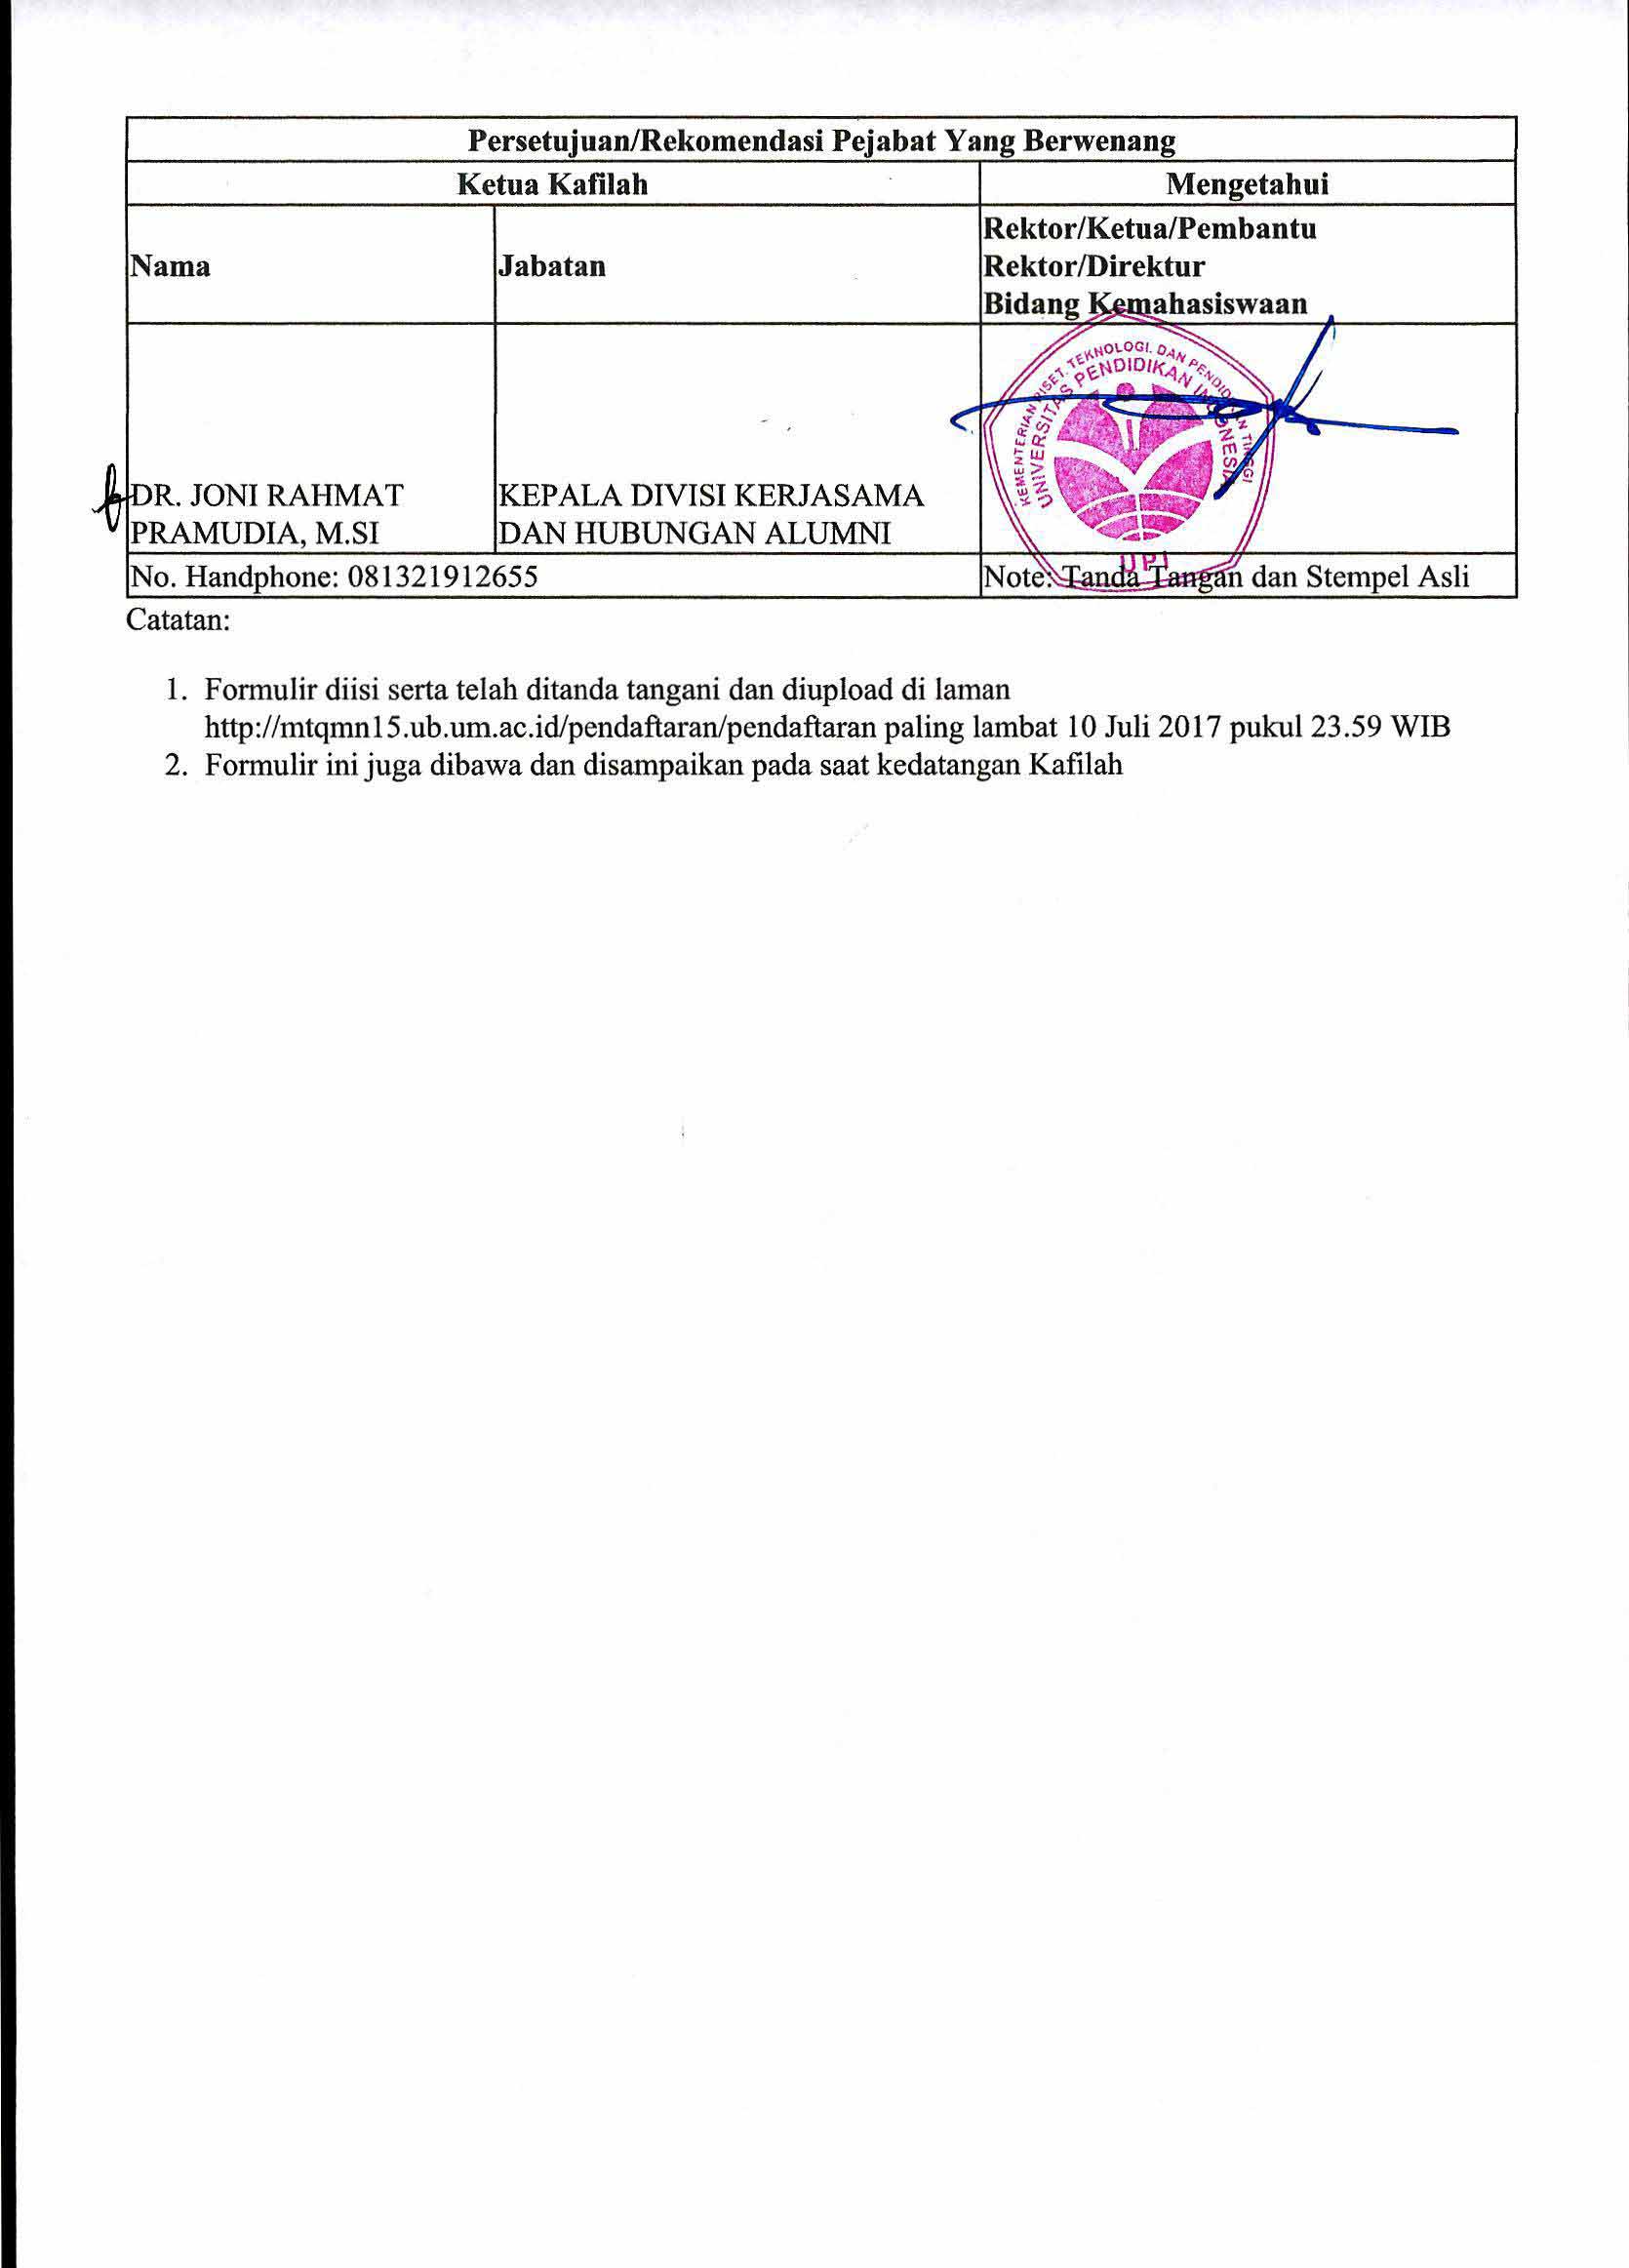 Persetujuan/Rekomendasi Pejabat Yang Berwenang
Ketua Kafilah
Mengetahui
Nama
Jabatan
Rektor/Ketua/Pembantu
Rektor/Direktur
Bidang Kemahasiswaan
KEMENTERIAN RISET, TEKNOLOGI, DAN PENDIDIKAN TINGGI
UNIVERSITAS PENDIDIKAN INDONESIA
UPI
DR. JONI RAHMAT
PRAMUDIA, M.SI
KEPALA DIVISI KERJASAMA
DAN HUBUNGAN ALUMNI
No. Handphone: 081321912655
Note: Tanda Tangan dan Stempel Asli
Catatan:
1. Formulir diisi serta telah ditanda tangani dan diupload di laman
http://mtqmn15.ub.um.ac.id/pendaftaran/pendaftaran paling lambat 10 Juli 2017 pukul 23.59 WIB
2. Formulir ini juga dibawa dan disampaikan pada saat kedatangan Kafilah